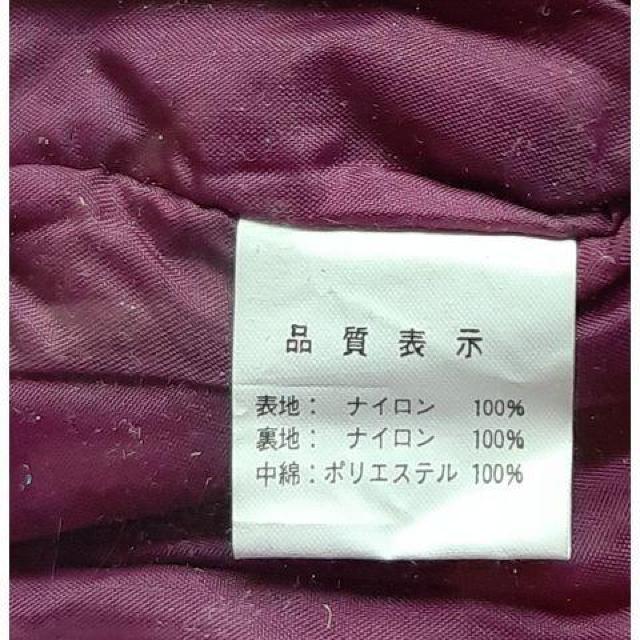 品質表示
表地： ナイロン 100%
裏地： ナイロン 100%
中綿：ポリエステル 100%